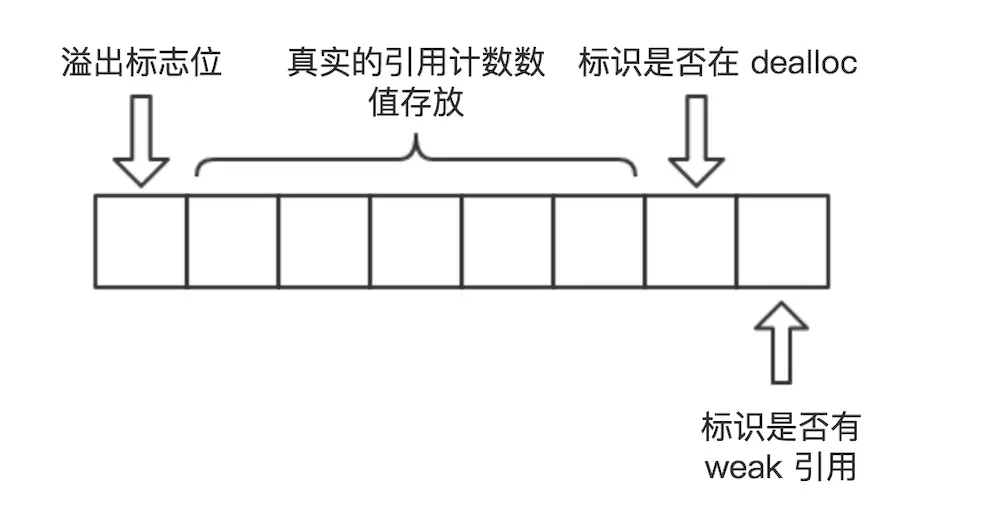 溢出标志位
真实的引用计数数
值存放
标识是否在 dealloc
标识是否有
weak 引用